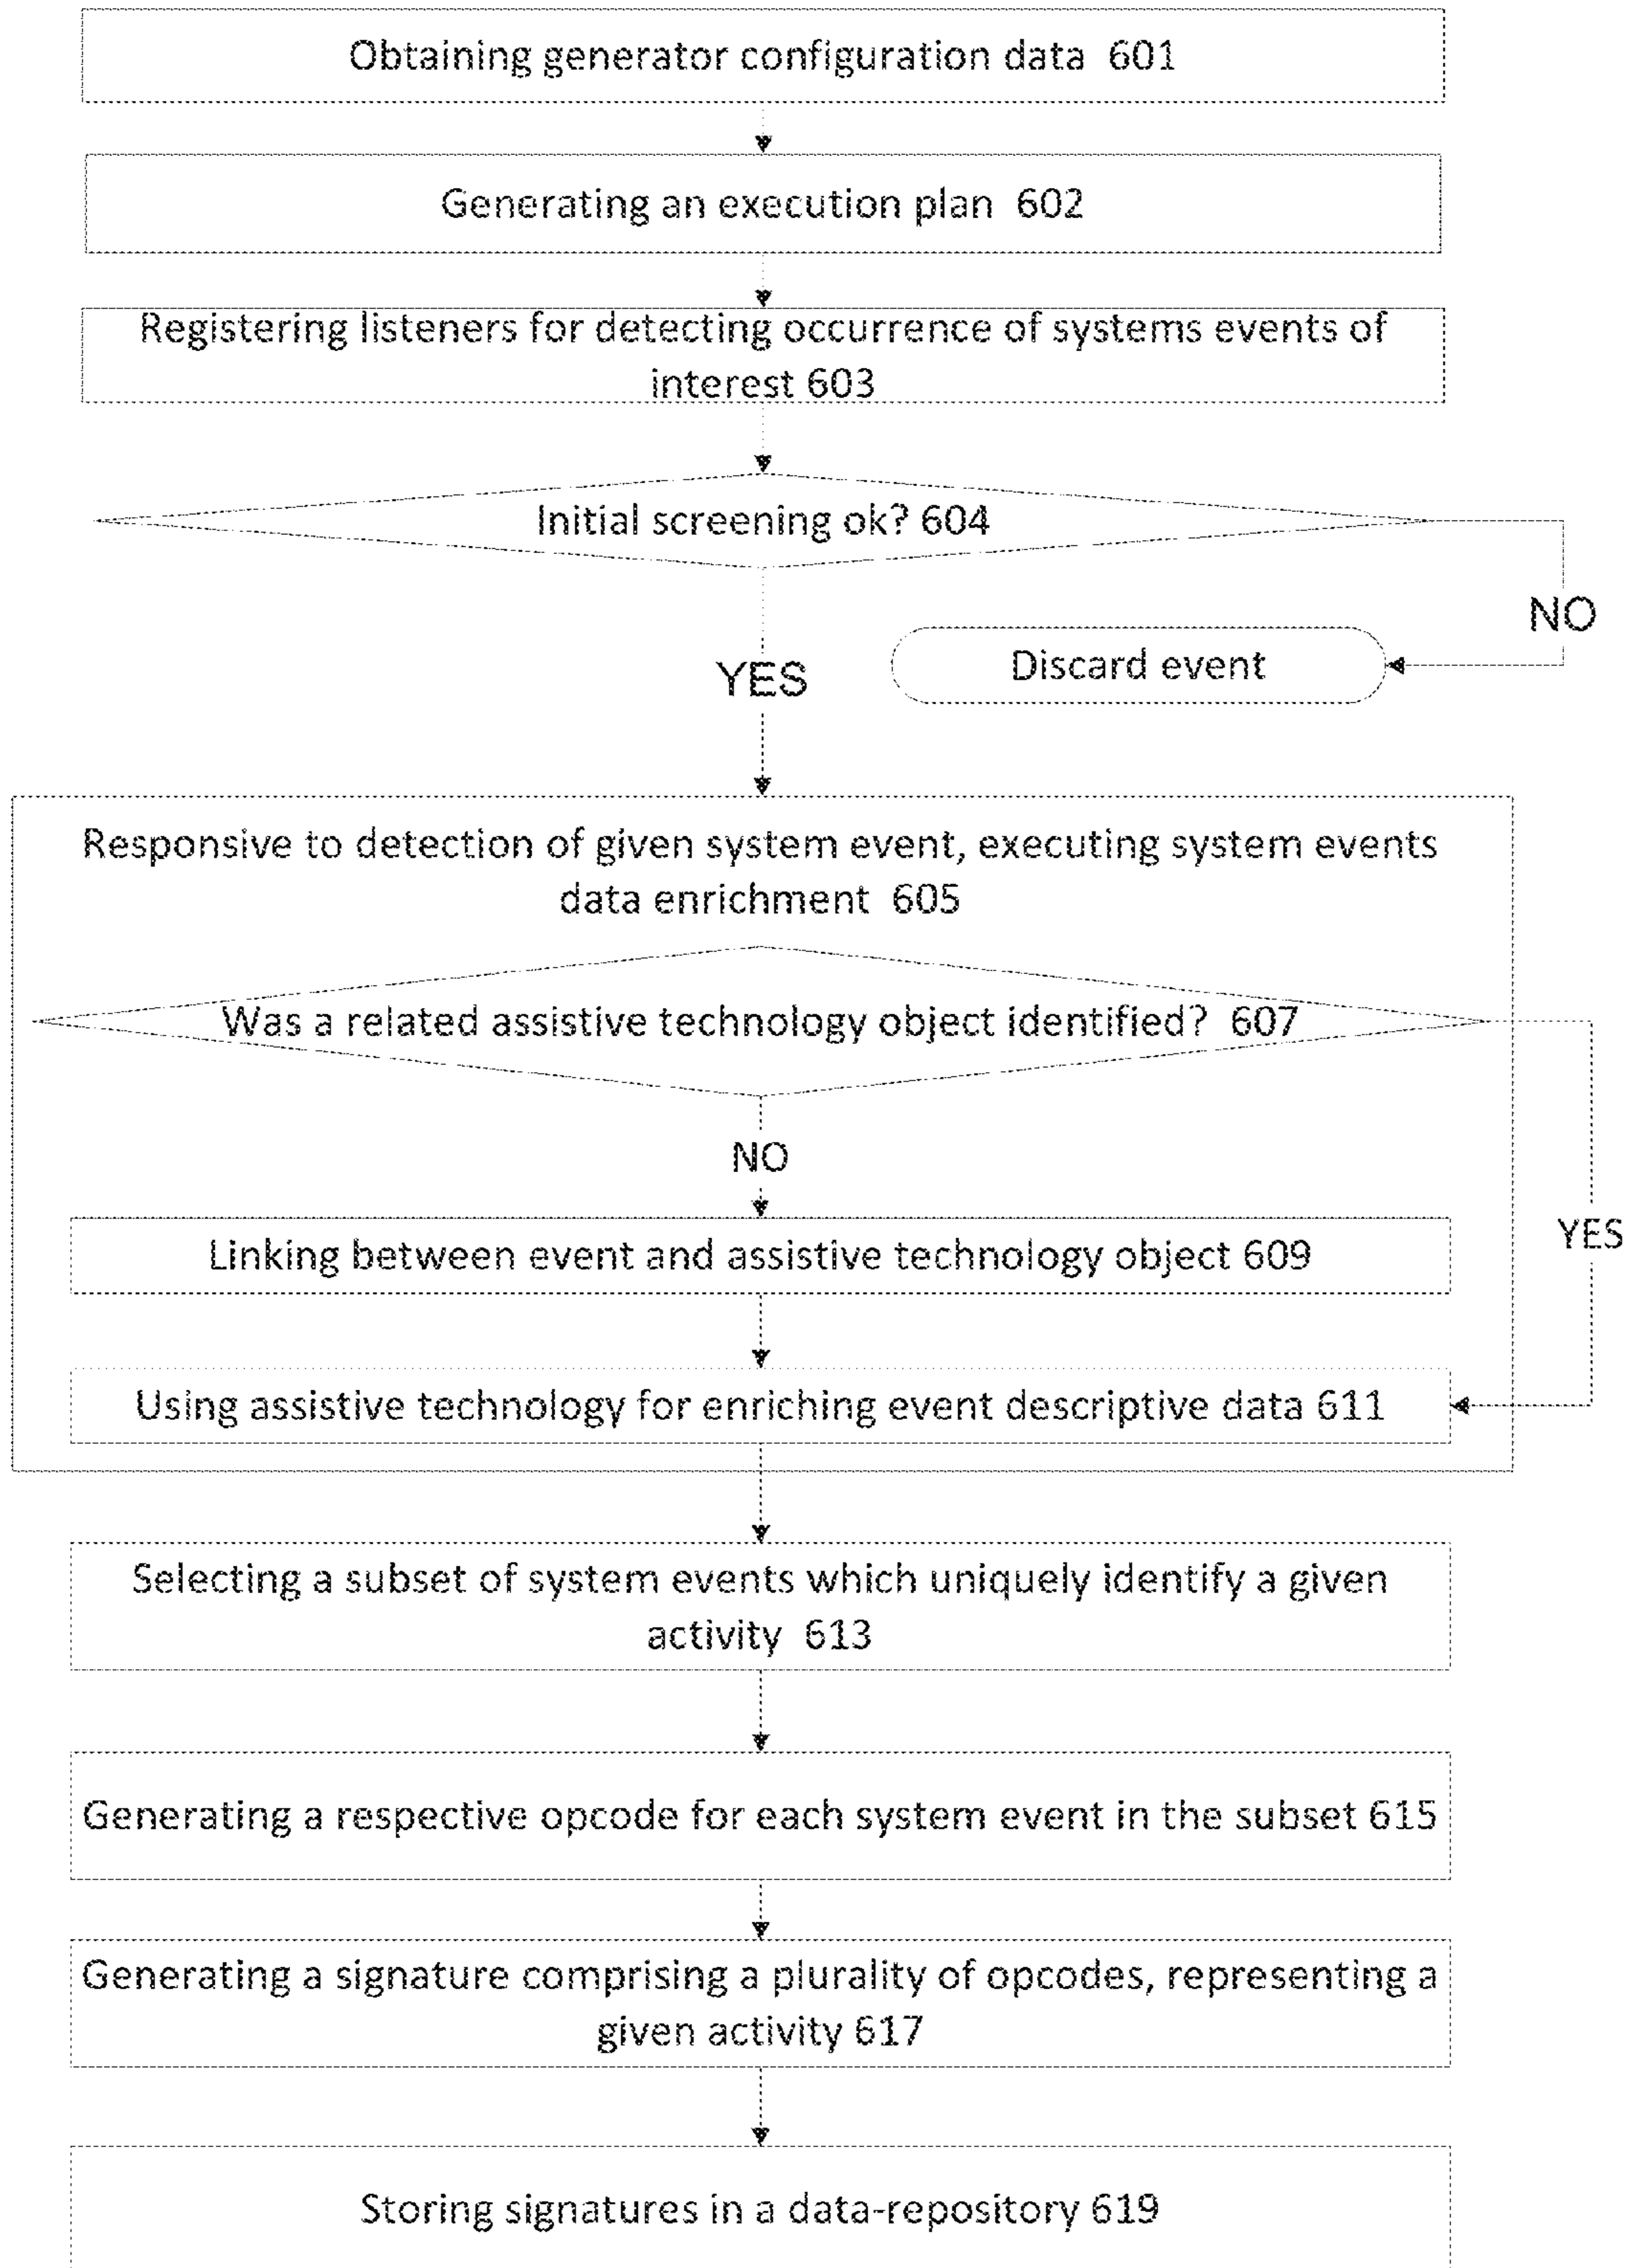 Obtaining generator configuration data 601
Generating an execution plan 602
Registering listeners for detecting occurrence of systems events of
interest 603
Initial screening ok? 604
NO
Discard event
YES
Responsive to detection of given system event, executing system events
data enrichment 605
Was a related assistive technology object identified? 607
NO
YES
Linking between event and assistive technology object 609
Using assistive technology for enriching event descriptive data 611
Selecting a subset of system events which uniquely identify a given
activity 613
Generating a respective opcode for each system event in the subset 615
Generating a signature comprising a plurality of opcodes, representing a
given activity 617
Storing signatures in a data-repository 619